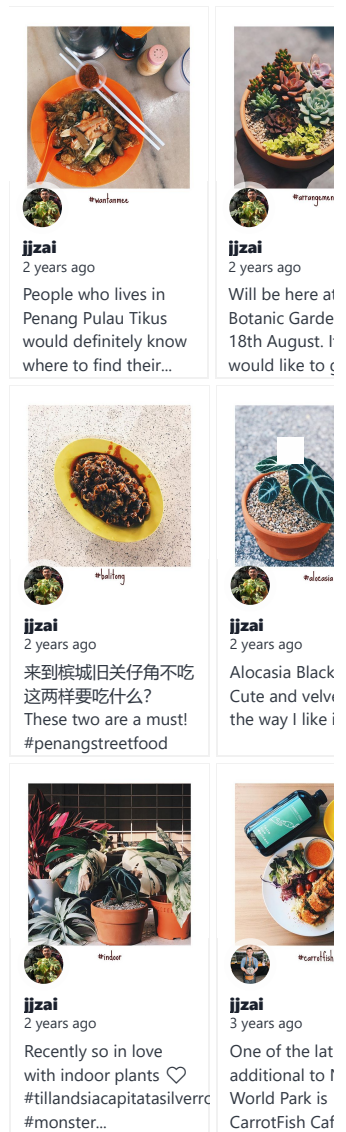 #wantanmee
jjzai
2 years ago
People who lives in
Penang Pulau Tikus
would definitely know
where to find their...
#arrangemen
jjzai
2 years ago
Will be here at
Botanic Garde
18th August. I
would like to g
#balitong
jjzai
2 years ago
来到槟城旧关仔角不吃
这两样要吃什么?
These two are a must!
#penangstreetfood
#alocasia
jjzai
2 years ago
Alocasia Black
Cute and velve
the way I like i
#indoor
jjzai
2 years ago
Recently so in love
with indoor plants ♡
#tillandsiacapitatasilverro
#monster...
#carrotfish
jjzai
3 years ago
One of the lat
additional to M
World Park is
CarrotFish Caf